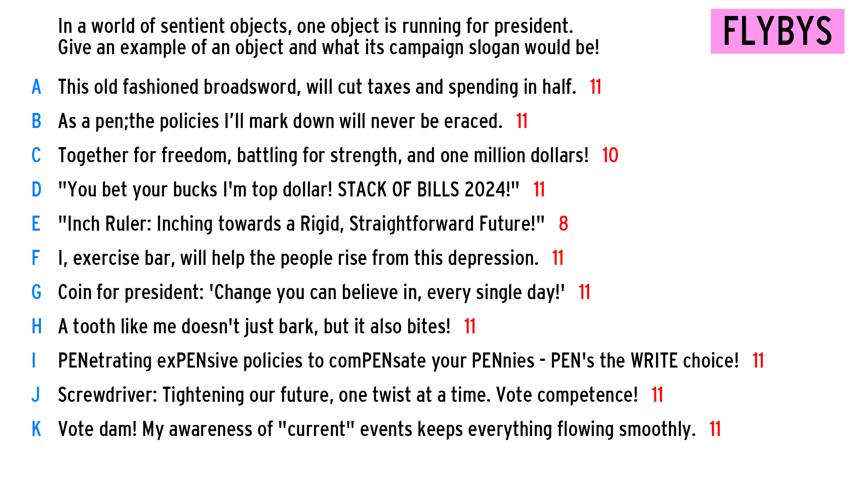 In a world of sentient objects, one object is running for president.
Give an example of an object and what its campaign slogan would be!
FLYBYS
A This old fashioned broadsword, will cut taxes and spending in half. 11
B As a pen;the policies I'll mark down will never be eraced. 11
C Together for freedom, battling for strength, and one million dollars! 10
D "You bet your bucks I'm top dollar! STACK OF BILLS 2024!" 11
E "Inch Ruler: Inching towards a Rigid, Straightforward Future!" 8
F I, exercise bar, will help the people rise from this depression. 11
G Coin for president: 'Change you can believe in, every single day!' 11
H A tooth like me doesn't just bark, but it also bites! 11
I PENetrating exPENsive policies to comPENsate your PENnies - PEN's the WRITE choice! 11
J Screwdriver: Tightening our future, one twist at a time. Vote competence! 11
K Vote dam! My awareness of "current" events keeps everything flowing smoothly. 11